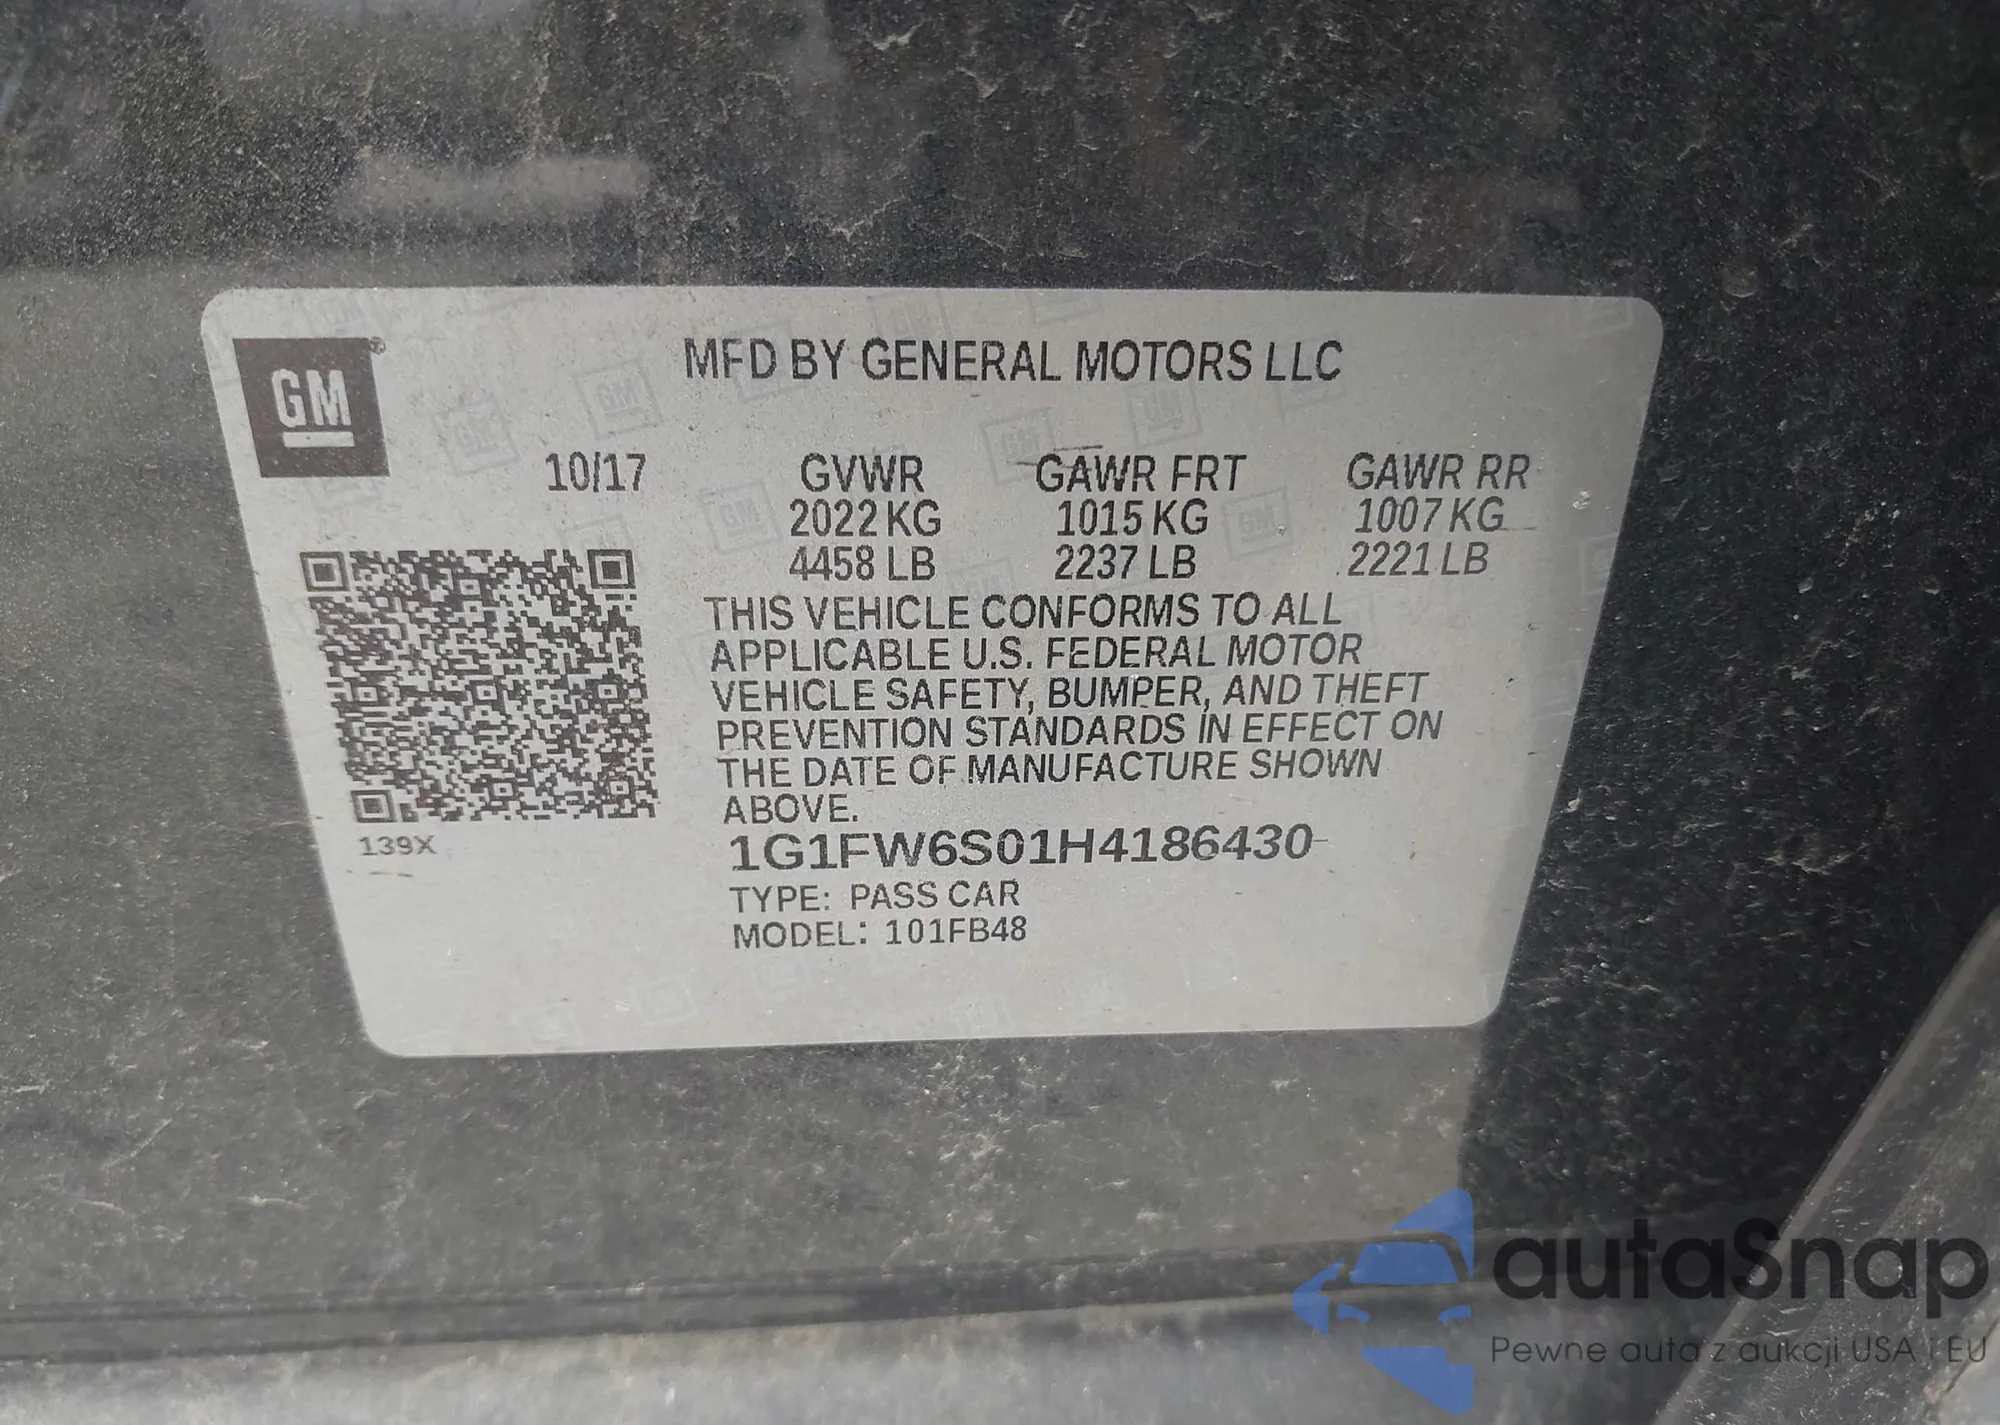 GM
MFD BY GENERAL MOTORS LLC
10/17
GVWR GAWR FRT GAWR RR
2022 KG 1015 KG 1007 KG
4458 LB 2237 LB 2221 LB
THIS VEHICLE CONFORMS TO ALL
APPLICABLE U.S. FEDERAL MOTOR
VEHICLE SAFETY, BUMPER, AND THEFT
PREVENTION STANDARDS IN EFFECT ON
THE DATE OF MANUFACTURE SHOWN
ABOVE.
139X
1G1FW6S01H4186430
TYPE: PASS CAR
MODEL: 101FB48
autaSnap
Pewne auta z aukcji USA i EU